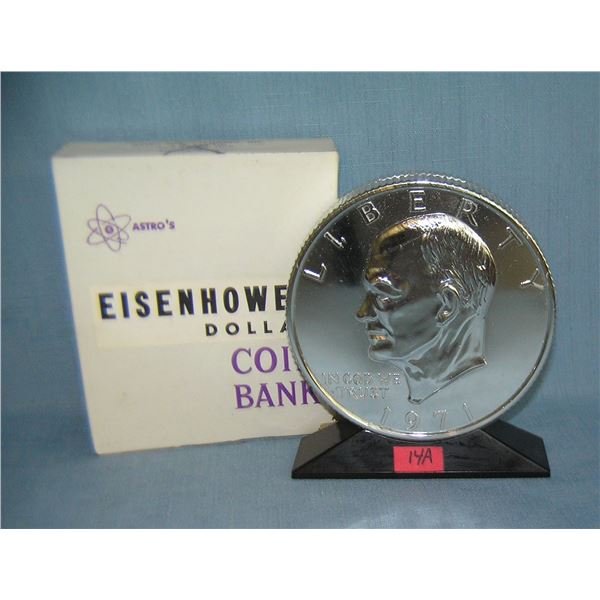 ASTRO'S
EISENHOWE
DOLLA
COI
BANK
LIBERTY
IN GOD WE
TRUST
1971
14A